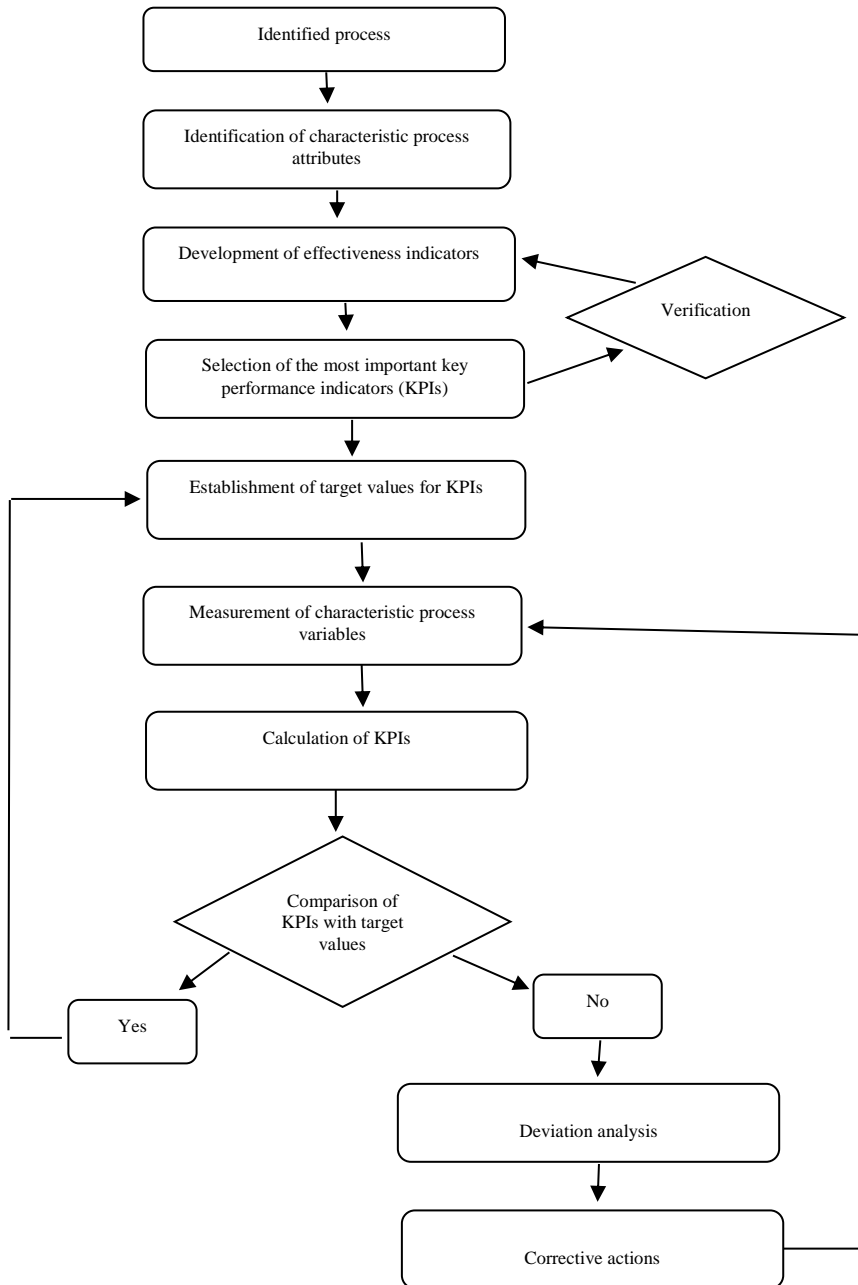 Identified process
Identification of characteristic process
attributes
Development of effectiveness indicators
Verification
Selection of the most important key
performance indicators (KPIs)
Establishment of target values for KPIs
Measurement of characteristic process
variables
Calculation of KPIs
Comparison of
KPIs with target
values
Yes
No
Deviation analysis
Corrective actions